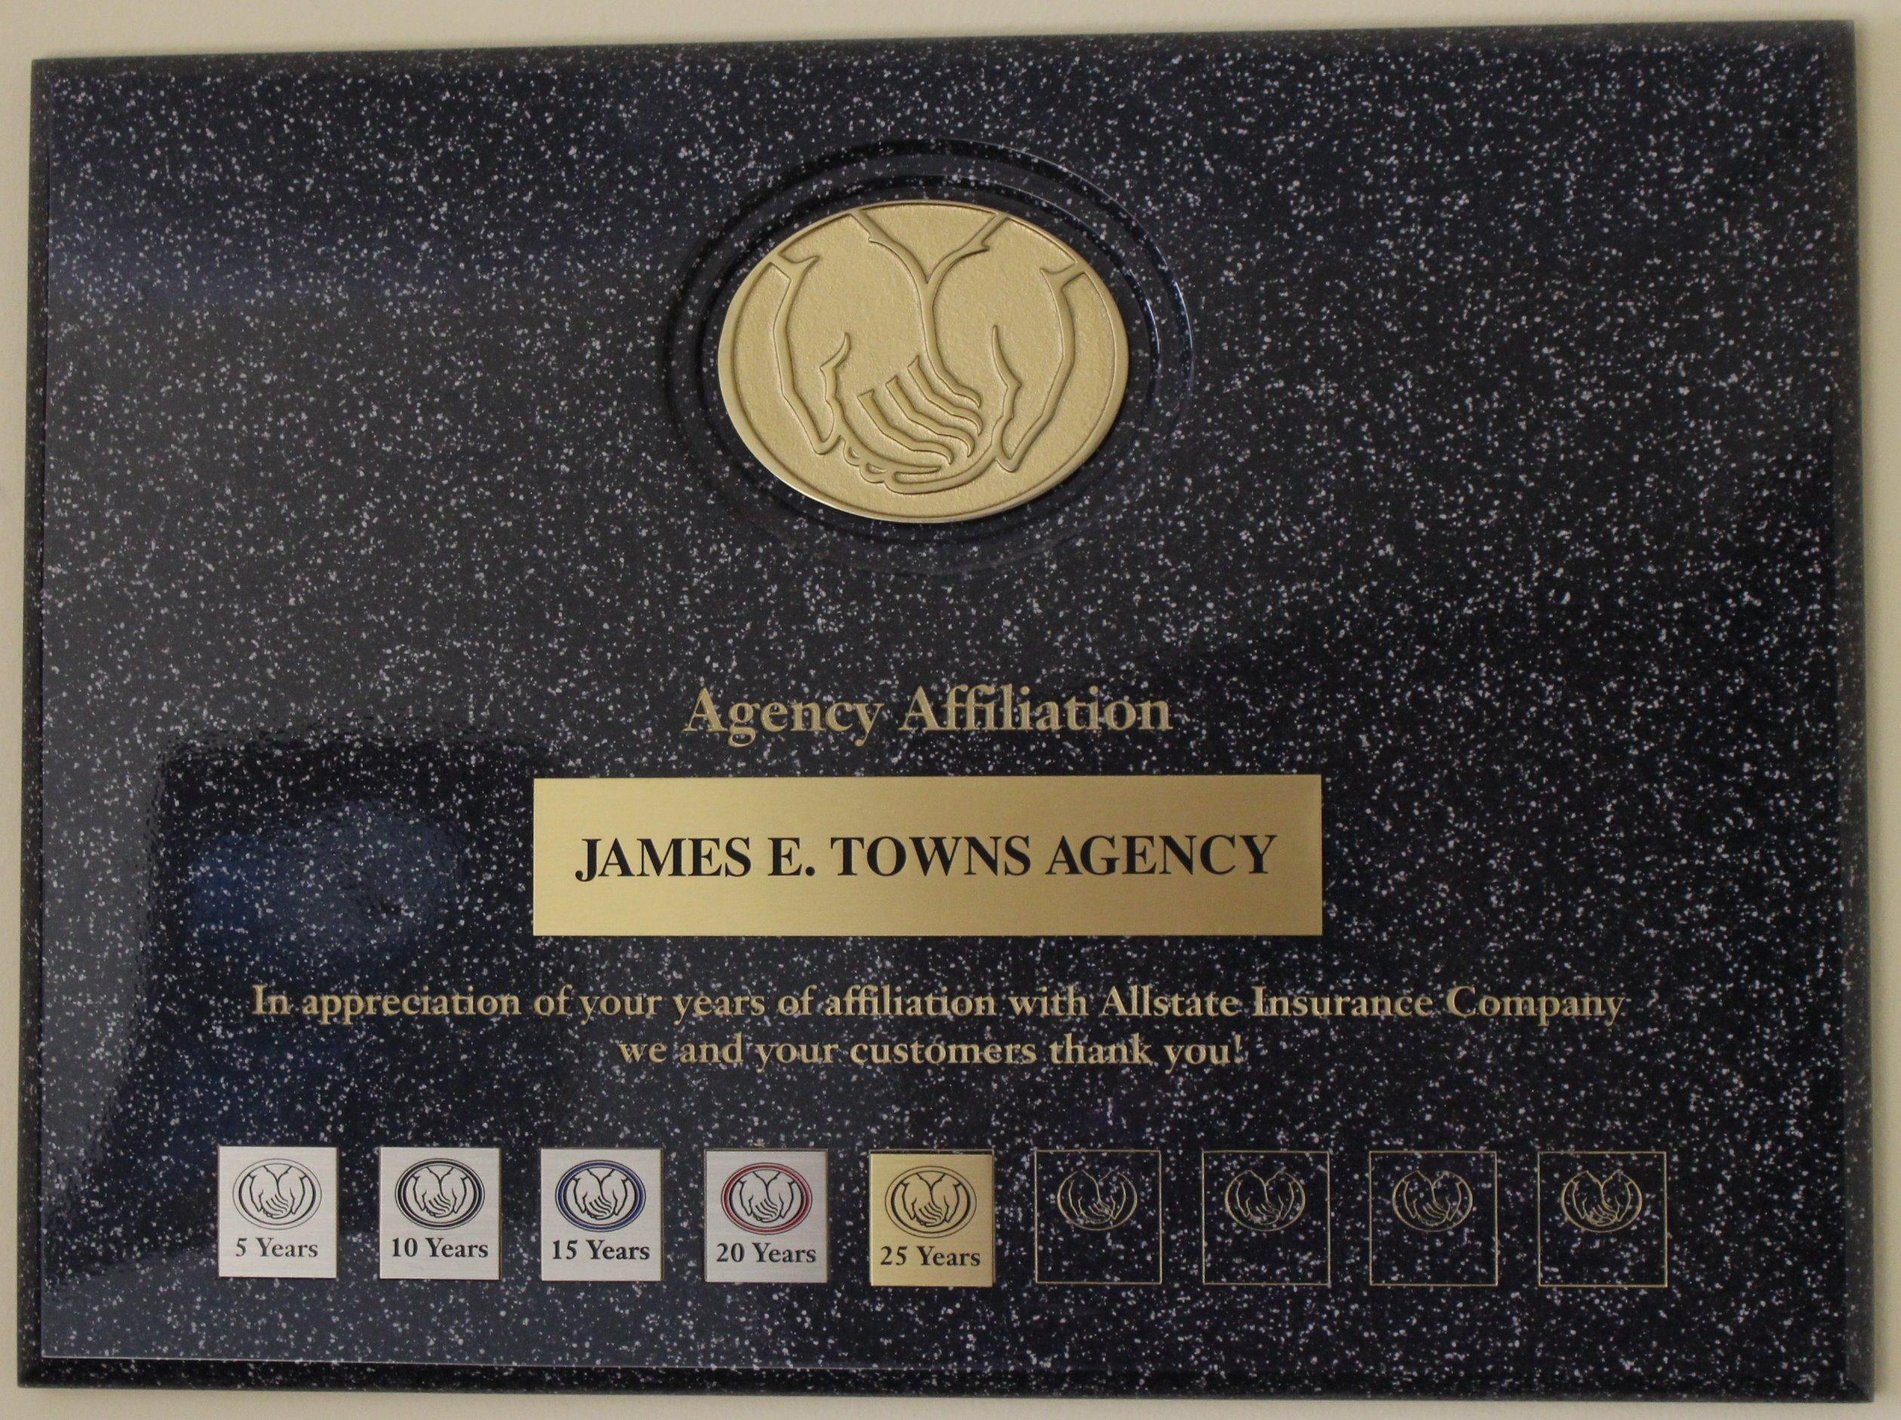 Agency Affiliation
JAMES E. TOWNS AGENCY
In appreciation of your years of affiliation with Allstate Insurance Company
we and your customers thank you!
5 Years 10 Years 15 Years 20 Years 25 Years